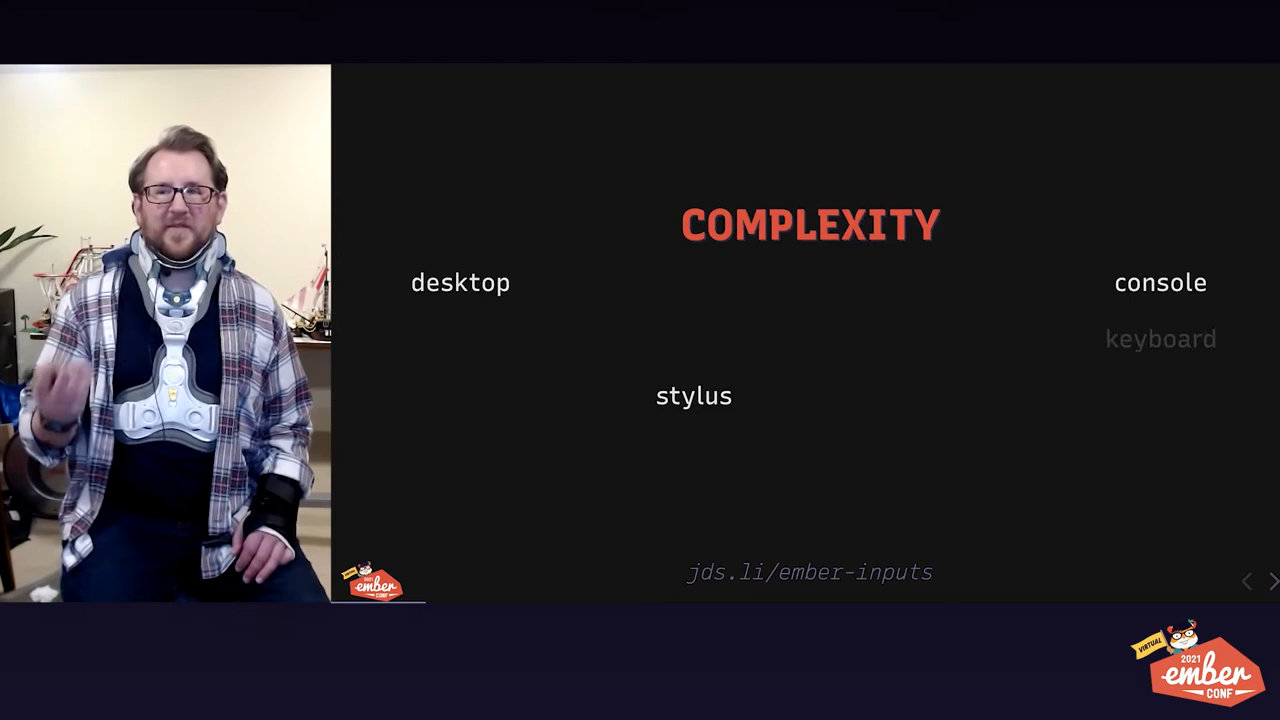 COMPLEXITY
desktop
console
keyboard
stylus
jds.li/ember-inputs
2021
ember
CONF
VIRTUAL
2021
ember
CONF